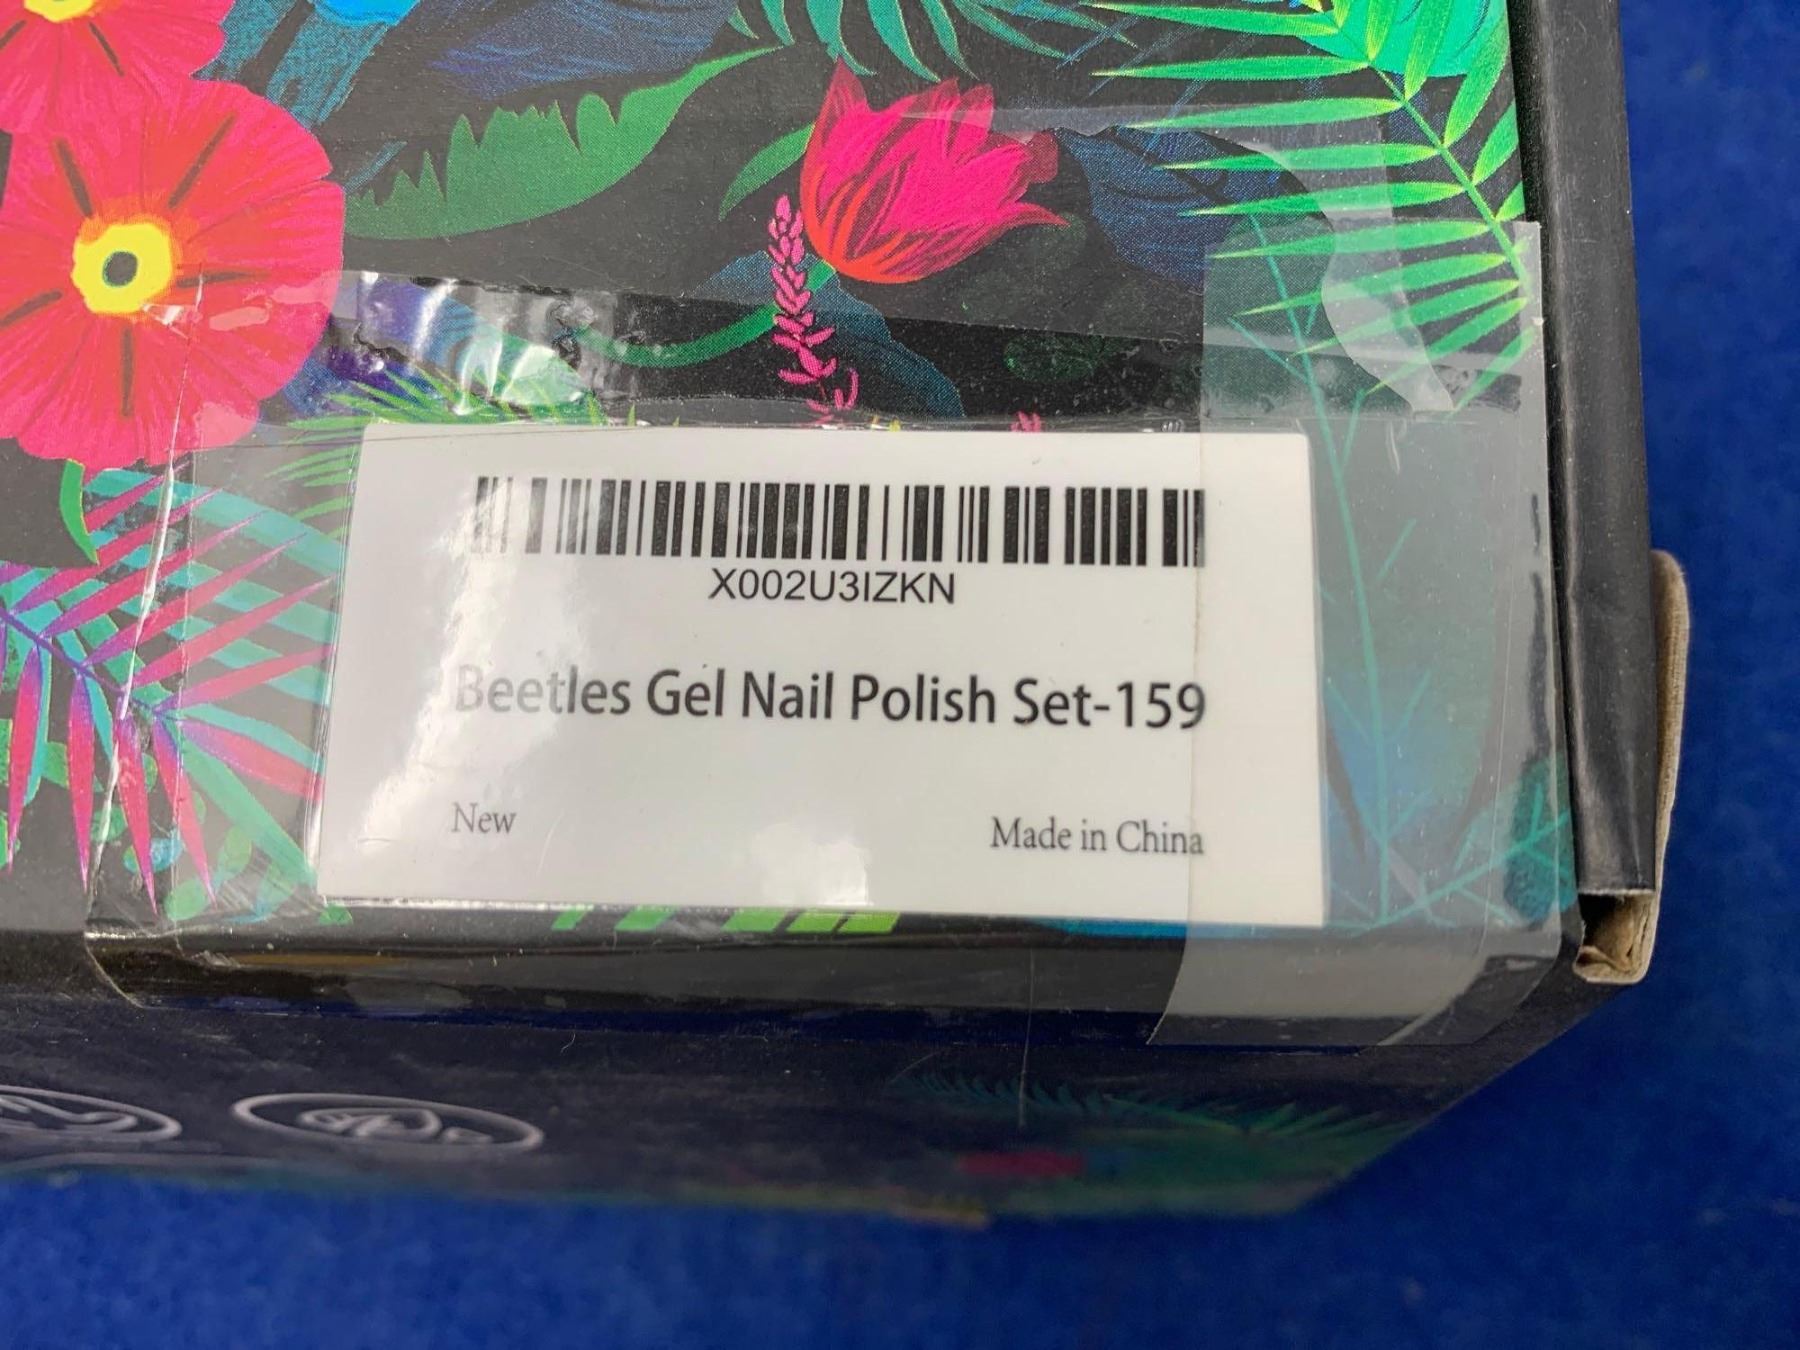 X002U3IZKN
Beetles Gel Nail Polish Set-159
New
Made in China